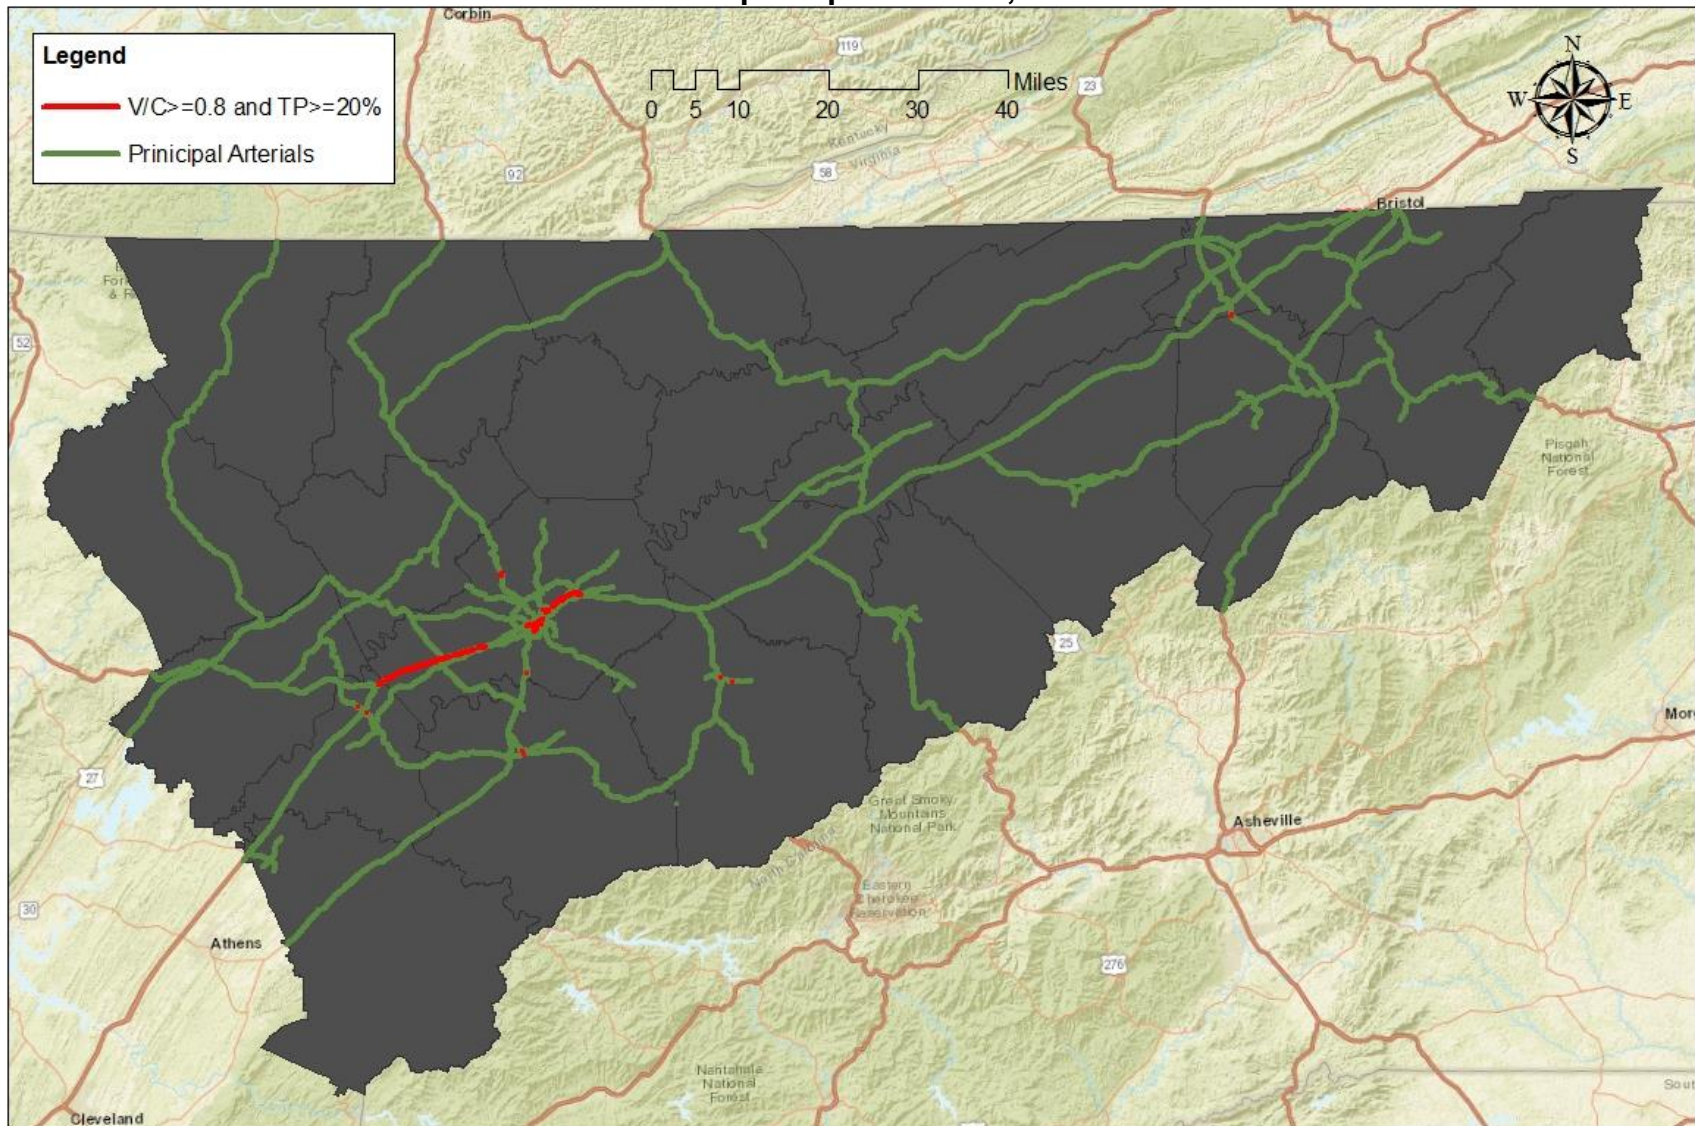 Corbin
Legend
V/C>=0.8 and TP>=20%
Prinicipal Arterials
119
Miles
0 5 10 20 30 40
23
N
W E
S
Kentucky
Virginia
92
58
Bristol
52
Pisgah
National
Forest
25
27
Great Smoky
Mountains
National Park
Asheville
North Carolina
Eastern
Cherokee
Reservation
30
Athens
276
Nantahala
National
Forest
Cleveland